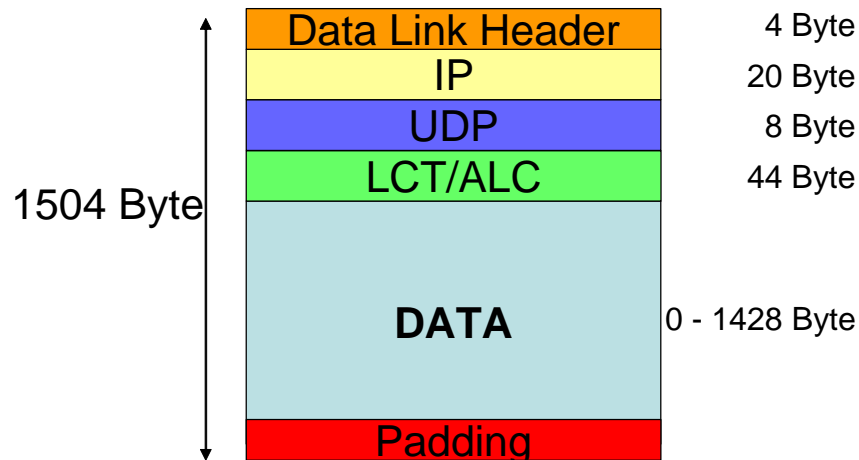 Data Link Header 4 Byte
IP 20 Byte
UDP 8 Byte
LCT/ALC 44 Byte
1504 Byte
DATA 0 - 1428 Byte
Padding